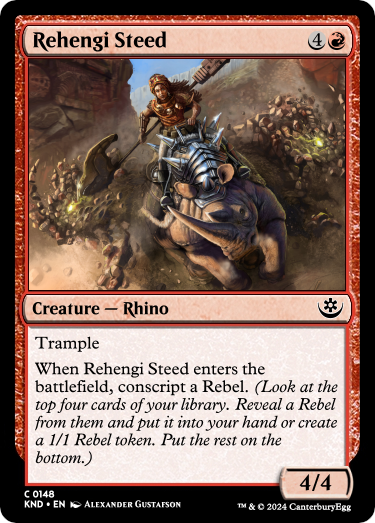 Rehengi Steed 4
Creature — Rhino
Trample
When Rehengi Steed enters the
battlefield, conscript a Rebel. (Look at the
top four cards of your library. Reveal a Rebel
from them and put it into your hand or create
a 1/1 Rebel token. Put the rest on the
bottom.)
4/4
C 0148
KND • EN Alexander Gustafson
™ & © 2024 CanterburyEgg